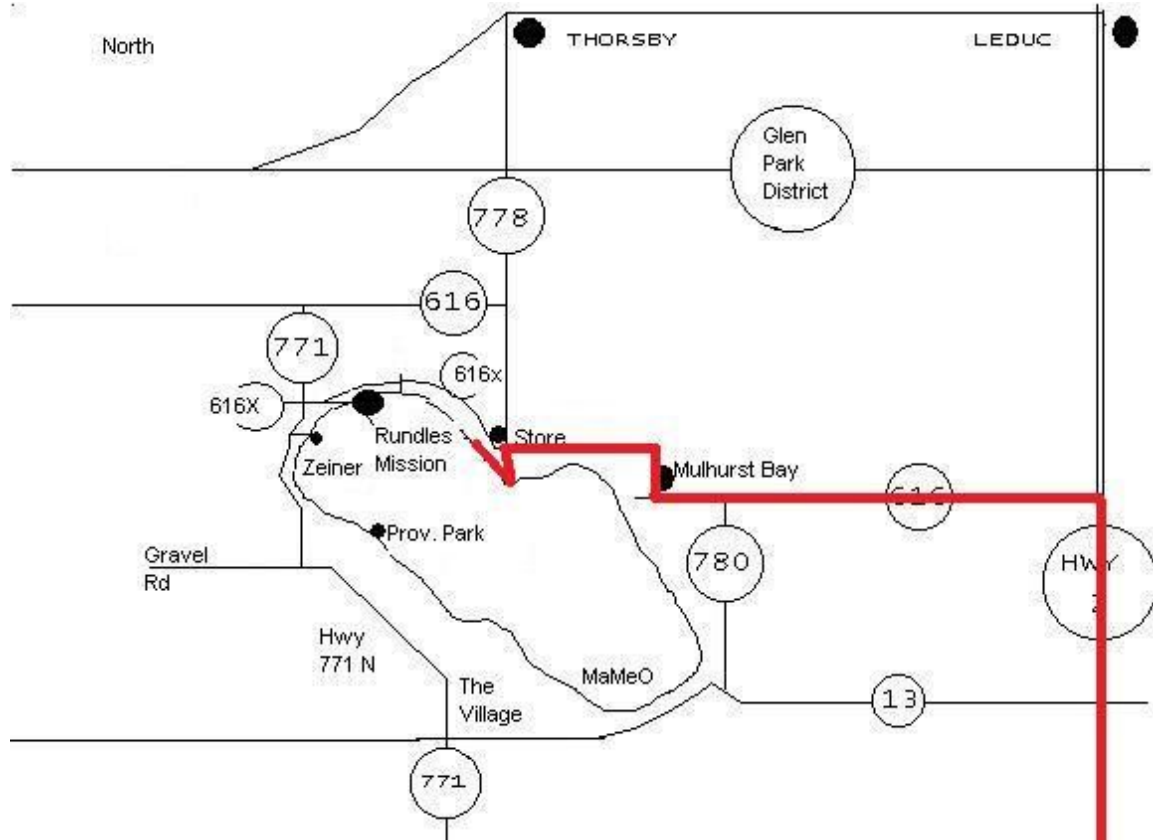 North
THORSBY
LEDUC
Glen
Park
District
778
616
771
616x
616X
Rundles
Mission
Store
Zeiner
Mulhurst Bay
616
Prov. Park
780
Gravel
Rd
HWY
2
Hwy
771 N
MaMeO
The
Village
13
771